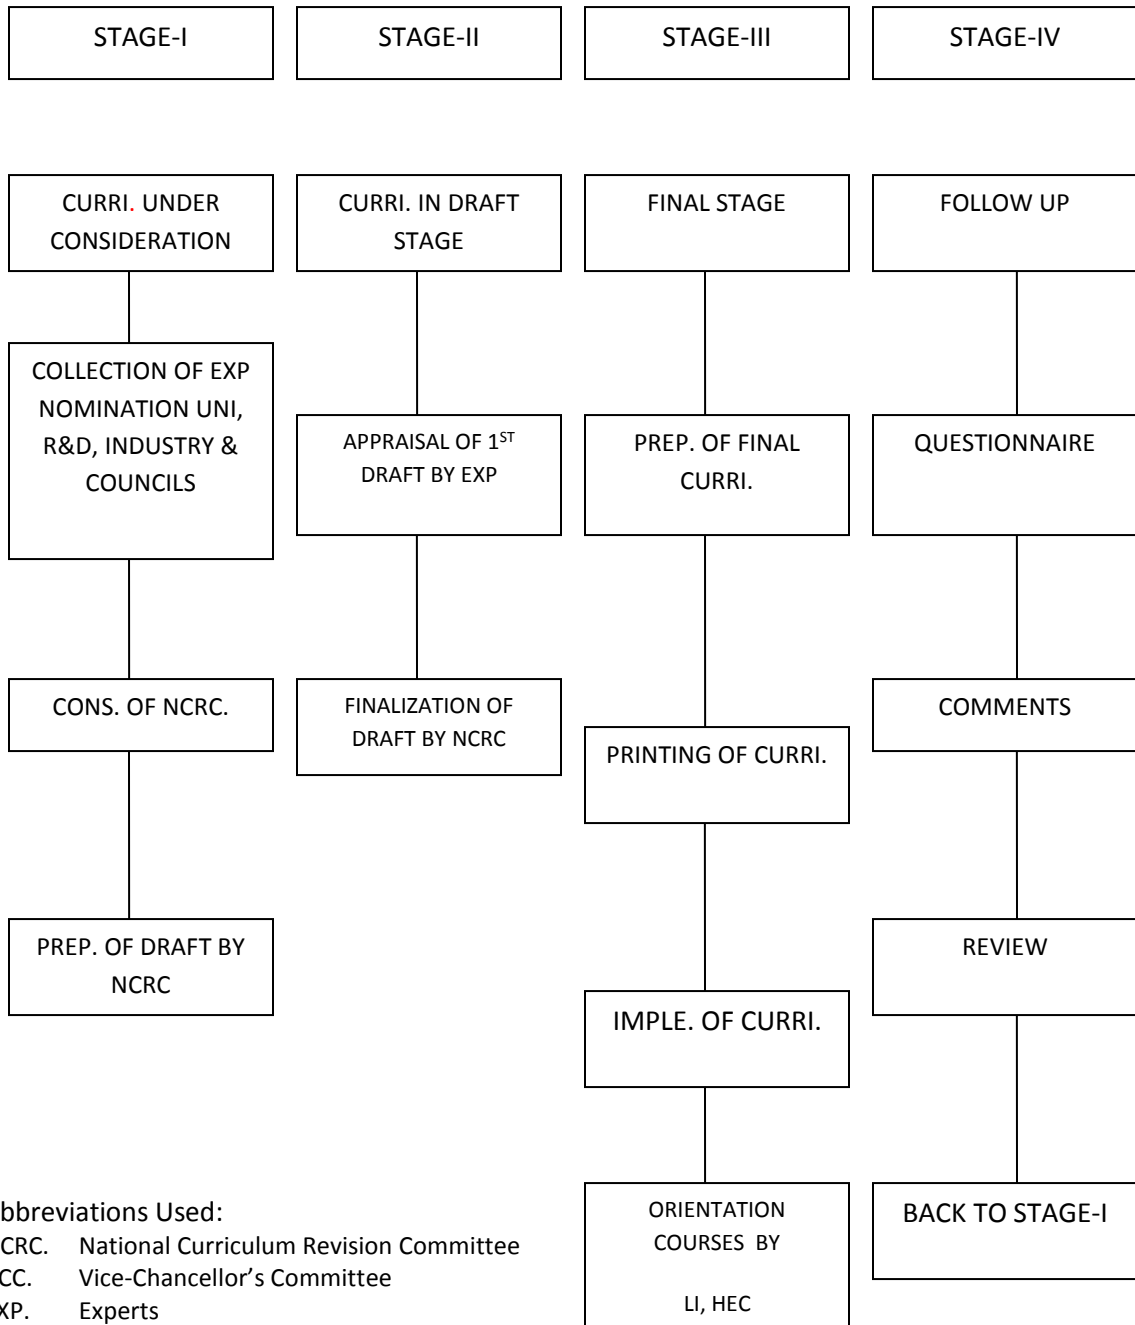 STAGE-I
STAGE-II
STAGE-III
STAGE-IV
CURRI. UNDER
CONSIDERATION
COLLECTION OF EXP
NOMINATION UNI,
R&D, INDUSTRY &
COUNCILS
CONS. OF NCRC.
PREP. OF DRAFT BY
NCRC
CURRI. IN DRAFT
STAGE
APPRAISAL OF 1ST
DRAFT BY EXP
FINALIZATION OF
DRAFT BY NCRC
FINAL STAGE
PREP. OF FINAL
CURRI.
PRINTING OF CURRI.
IMPLE. OF CURRI.
ORIENTATION
COURSES BY
LI, HEC
FOLLOW UP
QUESTIONNAIRE
COMMENTS
REVIEW
BACK TO STAGE-I
bbreviations Used:
CRC. National Curriculum Revision Committee
CC. Vice-Chancellor’s Committee
XP. Experts